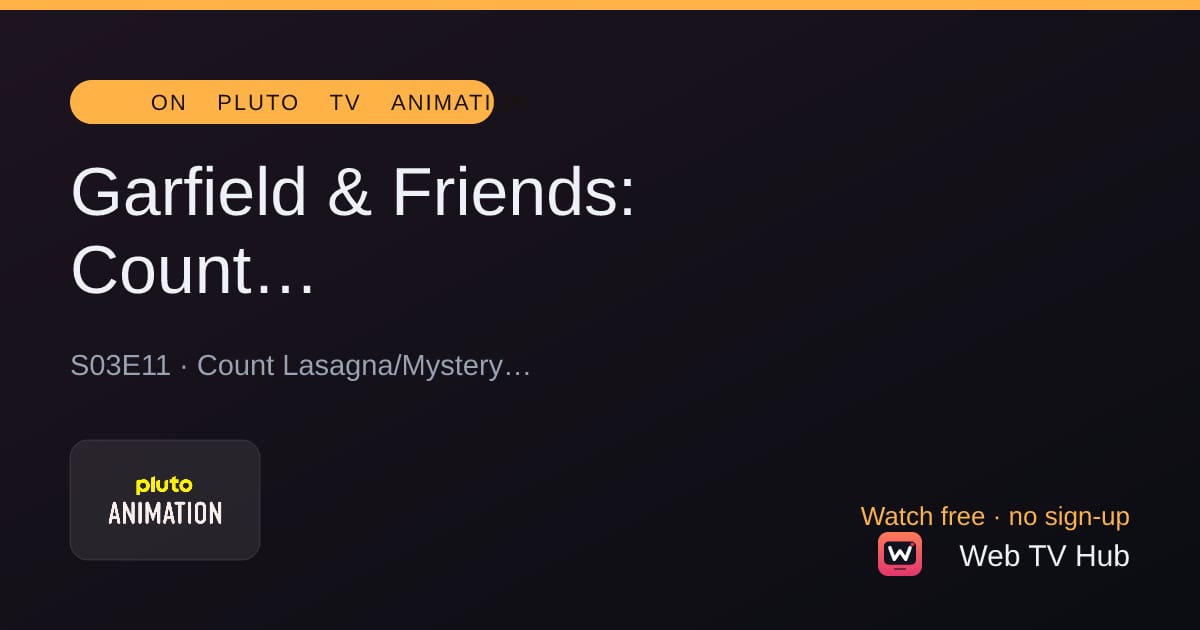 ON PLUTO TV ANIMATI
Garfield & Friends:
Count…
S03E11 · Count Lasagna/Mystery…
pluto
ANIMATION
Watch free · no sign-up
W
Web TV Hub